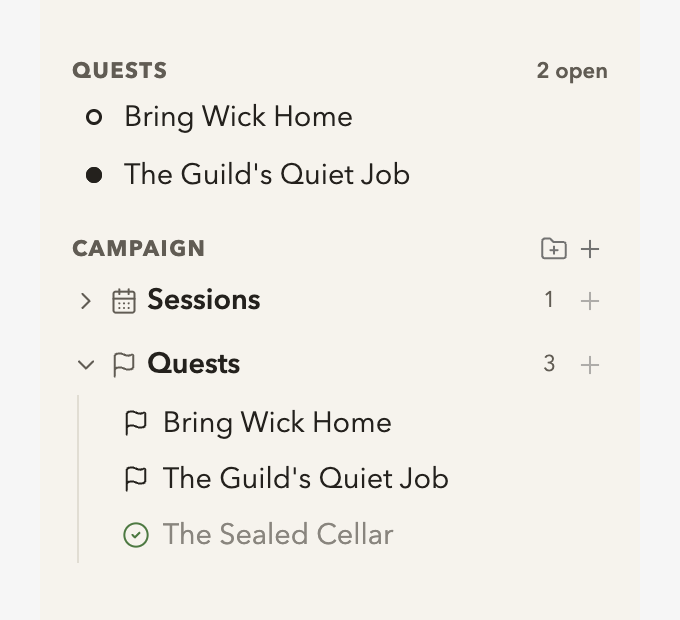 QUESTS 2 open
Bring Wick Home
The Guild's Quiet Job
CAMPAIGN
Sessions 1
Quests 3
Bring Wick Home
The Guild's Quiet Job
The Sealed Cellar